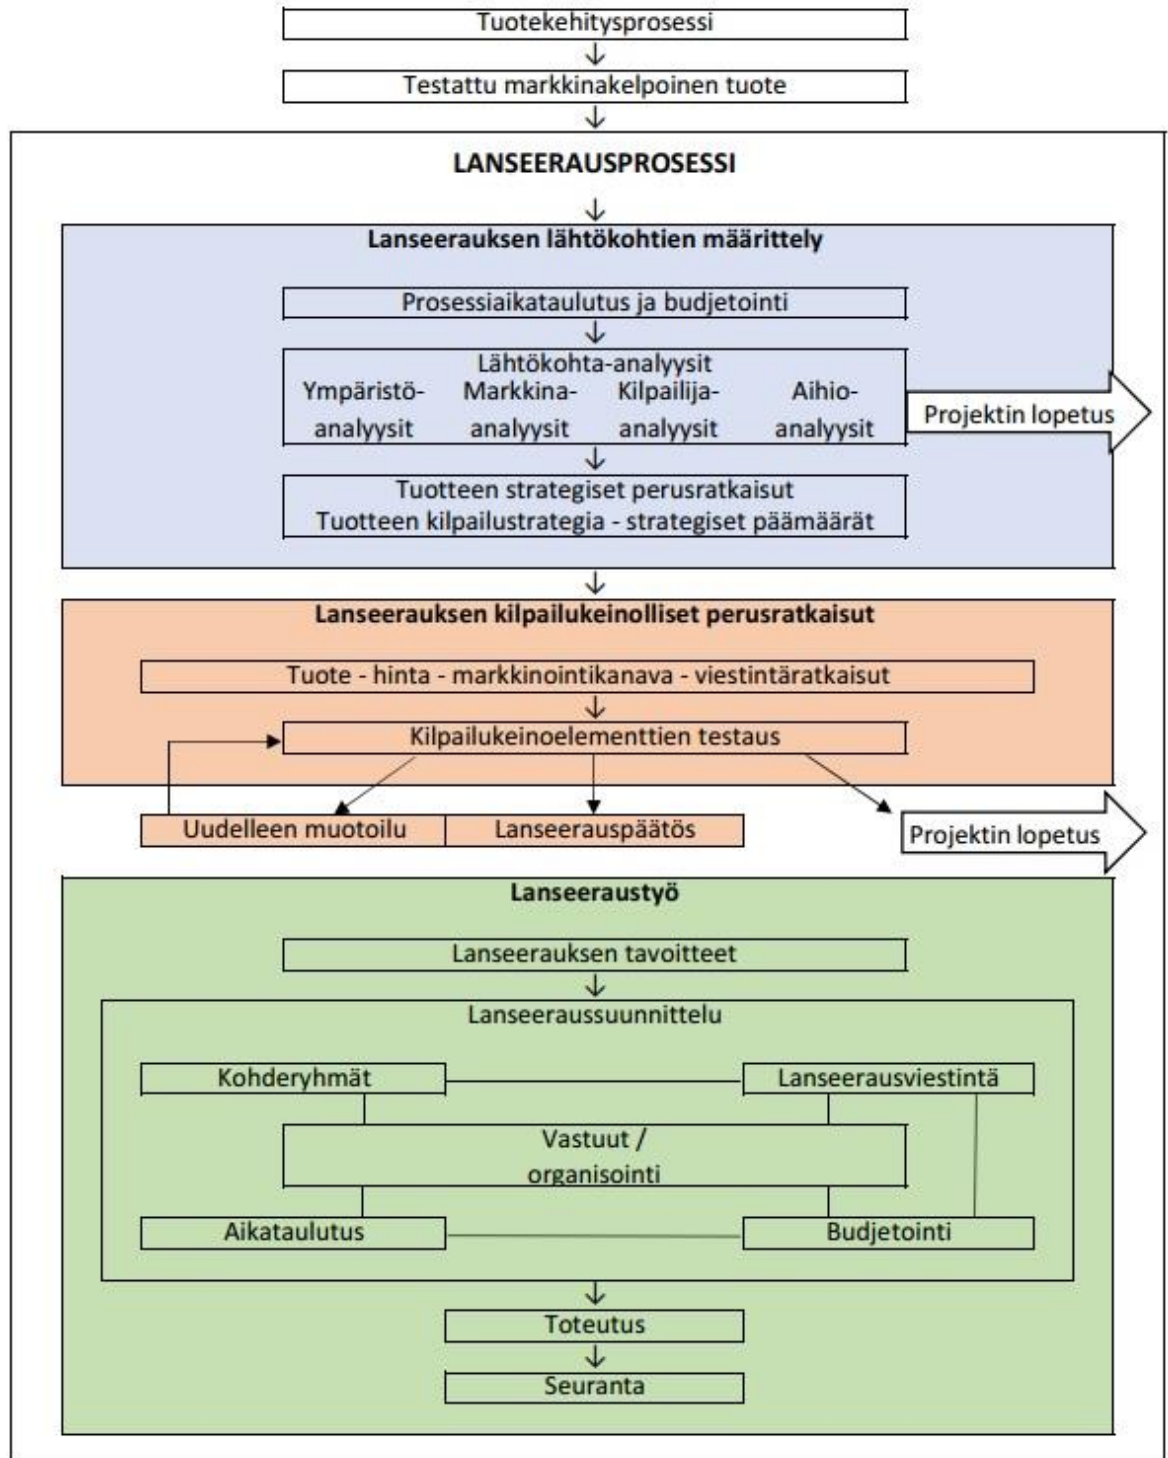 Tuotekehitysprosessi
Testattu markkinakelpoinen tuote
LANSEERAUSPROSESSI
Lanseerauksen lähtökohtien määrittely
Prosessiaikataulutus ja budjetointi
Lähtökohta-analyysit
Ympäristö- Markkina- Kilpailija- Aihio-
analyysit analyysit analyysit analyysit
Projektin lopetus
Tuotteen strategiset perusratkaisut
Tuotteen kilpailustrategia - strategiset päämäärät
Lanseerauksen kilpailukeinolliset perusratkaisut
Tuote - hinta - markkinointikanava - viestintäratkaisut
Kilpailukeinoelementtien testaus
Uudelleen muotoilu Lanseerauspäätös Projektin lopetus
Lanseeraustyö
Lanseerauksen tavoitteet
Lanseeraussuunnittelu
Kohderyhmät Lanseerausviestintä
Vastuut /
organisointi
Aikataulutus Budjetointi
Toteutus
Seuranta